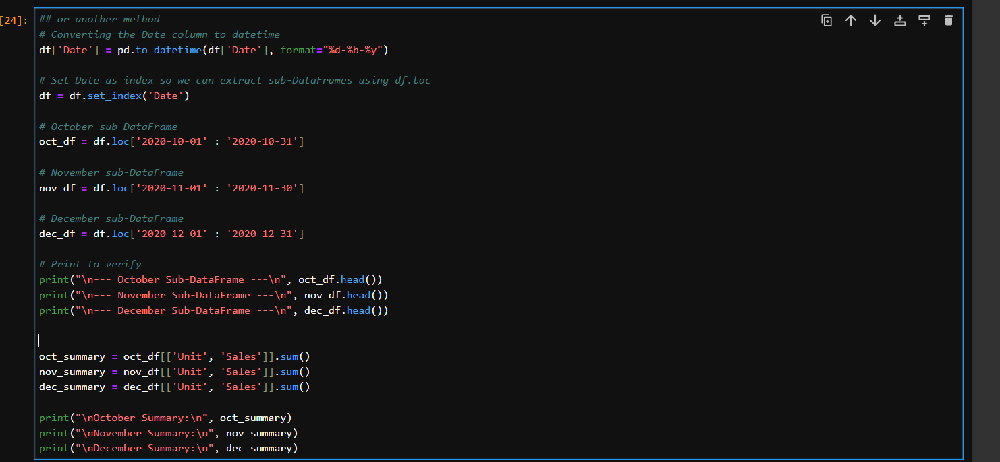 [24]:
## or another method
# Converting the Date column to datetime
df['Date'] = pd.to_datetime(df['Date'], format="%d-%b-%y")
# Set Date as index so we can extract sub-DataFrames using df.loc
df = df.set_index('Date')
# October sub-DataFrame
oct_df = df.loc['2020-10-01' : '2020-10-31']
# November sub-DataFrame
nov_df = df.loc['2020-11-01' : '2020-11-30']
# December sub-DataFrame
dec_df = df.loc['2020-12-01' : '2020-12-31']
# Print to verify
print("\n--- October Sub-DataFrame ---\n", oct_df.head())
print("\n--- November Sub-DataFrame ---\n", nov_df.head())
print("\n--- December Sub-DataFrame ---\n", dec_df.head())
oct_summary = oct_df[['Unit', 'Sales']].sum()
nov_summary = nov_df[['Unit', 'Sales']].sum()
dec_summary = dec_df[['Unit', 'Sales']].sum()
print("\nOctober Summary:\n", oct_summary)
print("\nNovember Summary:\n", nov_summary)
print("\nDecember Summary:\n", dec_summary)